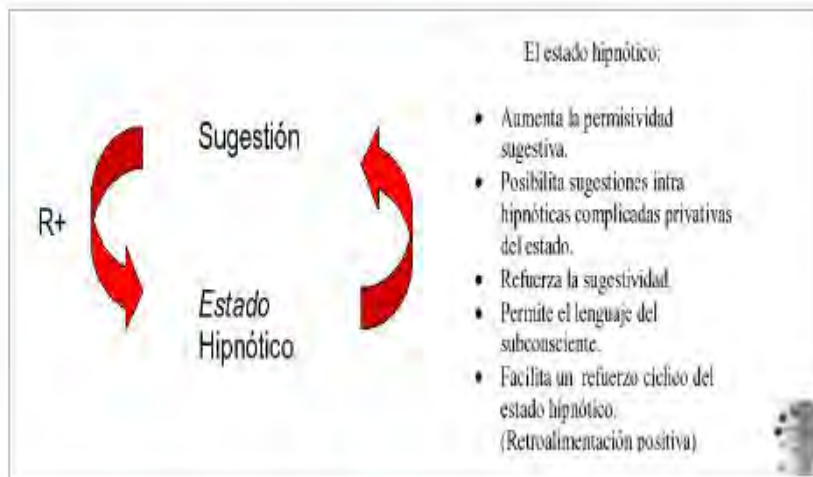 Sugestión
R+
Estado
Hipnótico
El estado hipnótico:
• Aumenta la permisividad
sugestiva.
• Posibilita sugestiones intra
hipnóticas complicadas privativas
del estado.
• Refuerza la sugestividad.
• Permite el lenguaje del
subconsciente.
• Facilita un refuerzo cíclico del
estado hipnótico.
(Retroalimentación positiva)